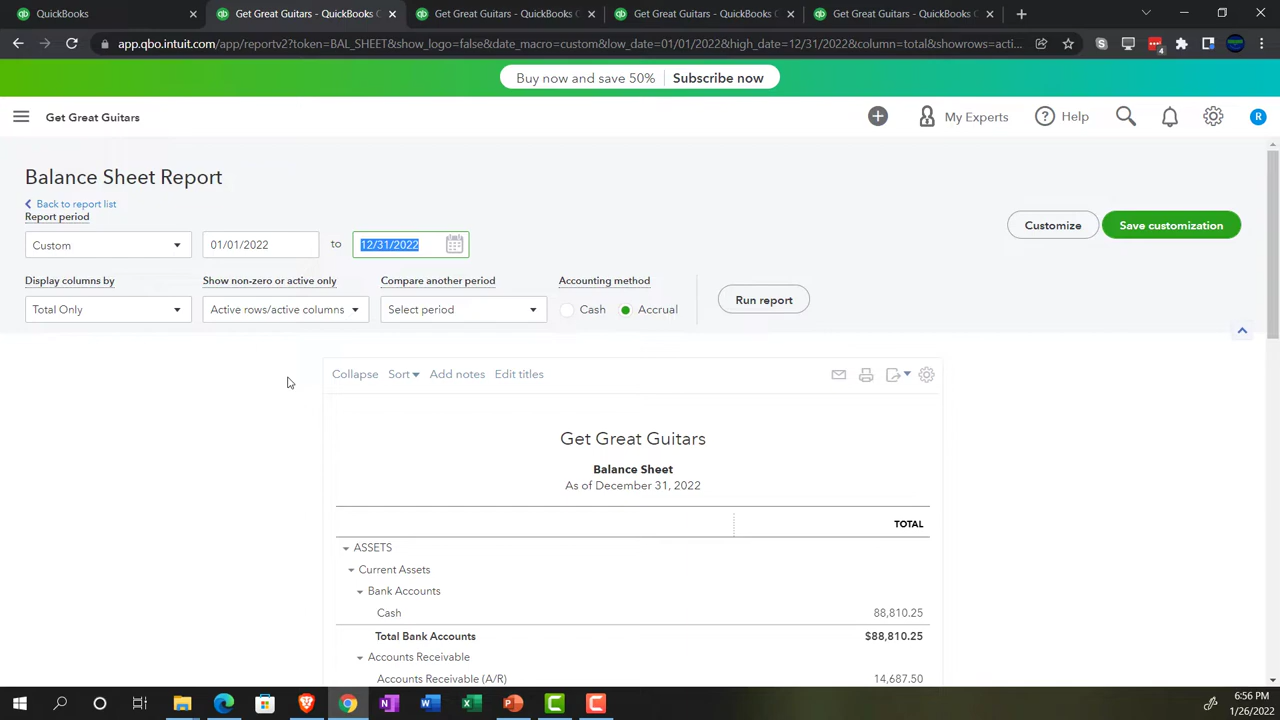 QuickBooks
Get Great Guitars - QuickBooks O
Get Great Guitars - QuickBooks O
Get Great Guitars - QuickBooks O
Get Great Guitars - QuickBooks O
app.qbo.intuit.com/app/reportv2?token=BAL_SHEET&show_logo=false&date_macro=custom&low_date=01/01/2022&high_date=12/31/2022&column=total&showrows=acti...
4
Buy now and save 50%
Subscribe now
Get Great Guitars
My Experts
Help
R
Balance Sheet Report
Back to report list
Report period
Custom
01/01/2022
to
12/31/2022
Customize
Save customization
Display columns by
Show non-zero or active only
Compare another period
Accounting method
Total Only
Active rows/active columns
Select period
Cash
Accrual
Run report
Collapse
Sort
Add notes
Edit titles
Get Great Guitars
Balance Sheet
As of December 31, 2022
TOTAL
ASSETS
Current Assets
Bank Accounts
Cash 88,810.25
Total Bank Accounts $88,810.25
Accounts Receivable
Accounts Receivable (A/R) 14,687.50
6:56 PM
1/26/2022